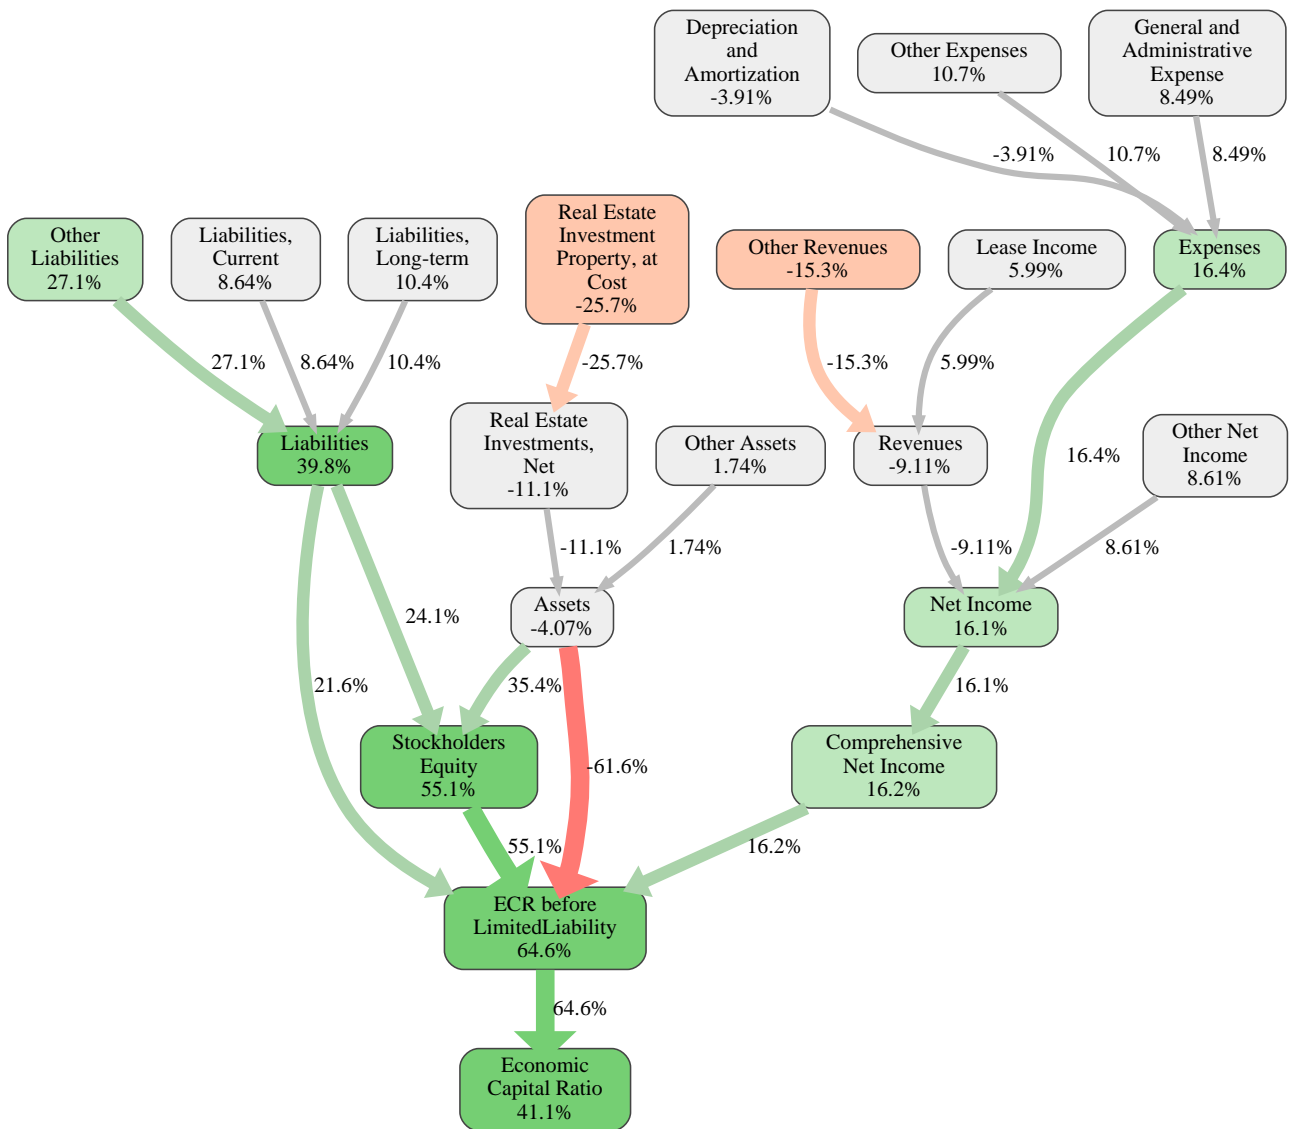 Depreciation
and
Amortization
-3.91%
Other Expenses
10.7%
General and
Administrative
Expense
8.49%
-3.91%
10.7%
8.49%
Other
Liabilities
27.1%
Liabilities,
Current
8.64%
Liabilities,
Long-term
10.4%
Real Estate
Investment
Property, at
Cost
-25.7%
Other Revenues
-15.3%
Lease Income
5.99%
Expenses
16.4%
27.1%
8.64%
10.4%
-25.7%
-15.3%
5.99%
16.4%
Liabilities
39.8%
Real Estate
Investments,
Net
-11.1%
Other Assets
1.74%
Revenues
-9.11%
Other Net
Income
8.61%
-11.1%
1.74%
-9.11%
8.61%
24.1%
Assets
-4.07%
Net Income
16.1%
21.6%
35.4%
-61.6%
16.1%
Stockholders
Equity
55.1%
Comprehensive
Net Income
16.2%
55.1%
16.2%
ECR before
LimitedLiability
64.6%
64.6%
Economic
Capital Ratio
41.1%